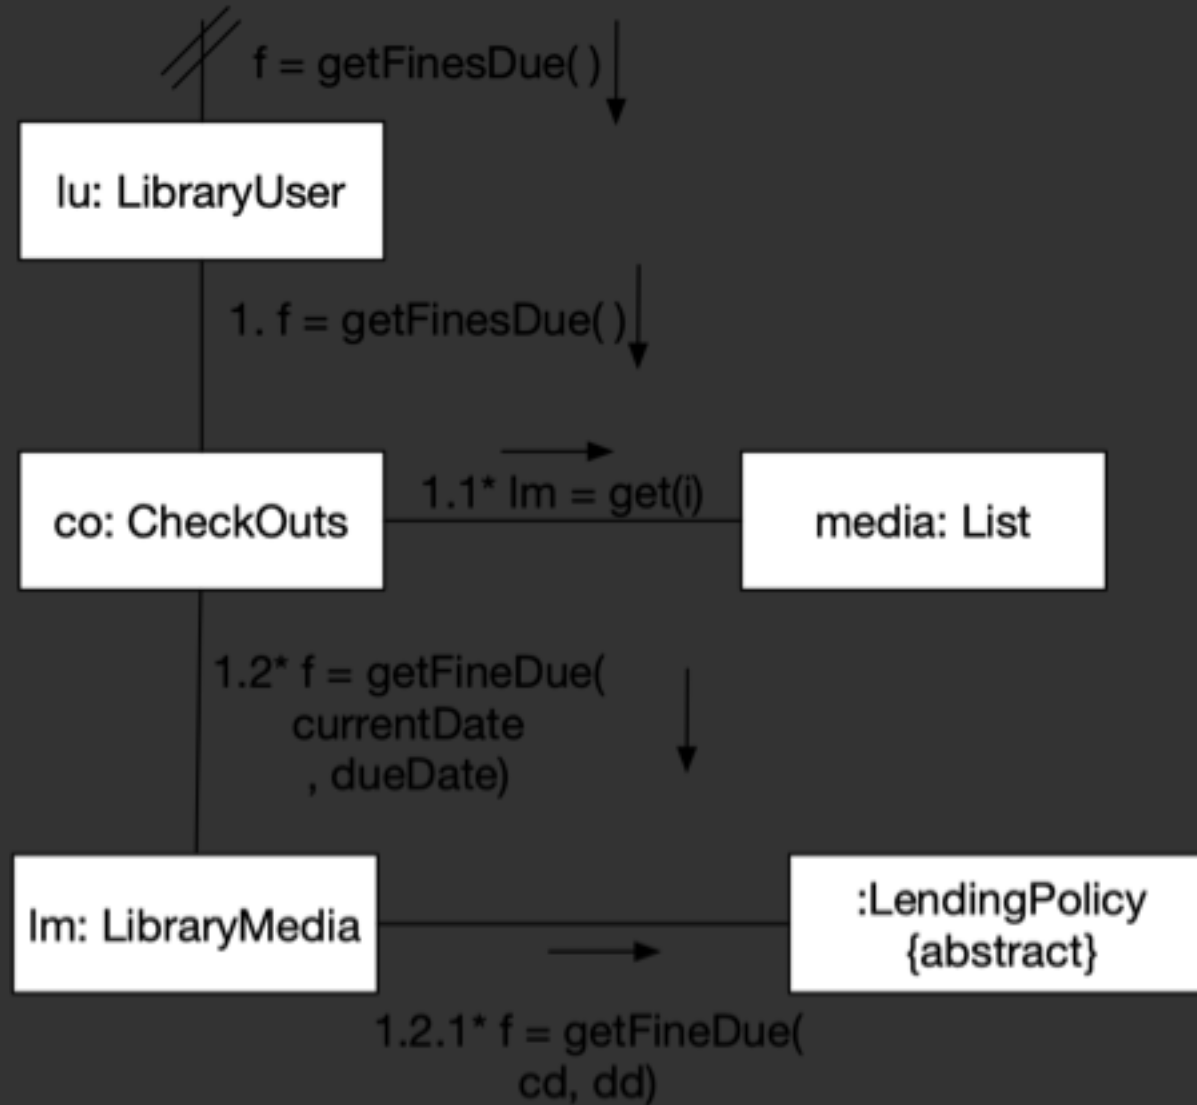 f = getFinesDue( )
lu: LibraryUser
1. f = getFinesDue( )
1.1* lm = get(i)
co: CheckOuts
media: List
1.2* f = getFineDue(
currentDate
, dueDate)
lm: LibraryMedia
:LendingPolicy
{abstract}
1.2.1* f = getFineDue(
cd, dd)